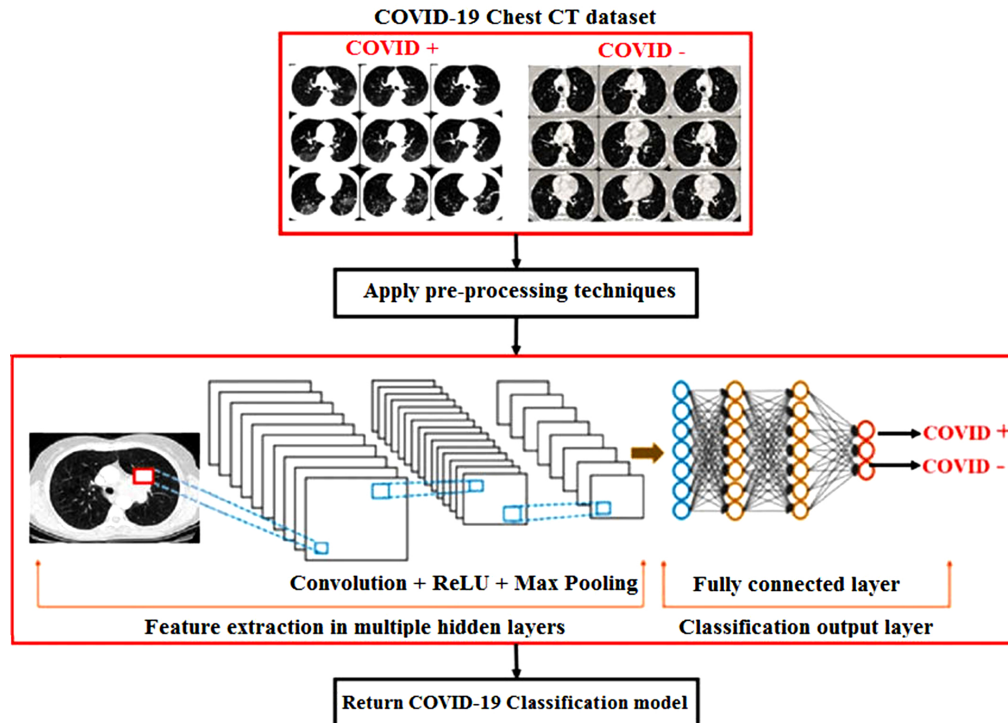 COVID-19 Chest CT dataset
COVID +
COVID -
Apply pre-processing techniques
COVID +
COVID -
Convolution + ReLU + Max Pooling
Fully connected layer
Feature extraction in multiple hidden layers
Classification output layer
Return COVID-19 Classification model